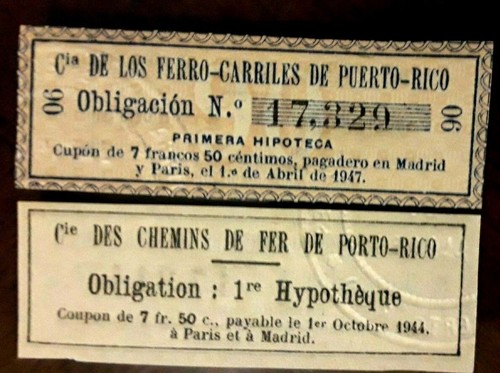 Cia DE LOS FERRO-CARRILES DE PUERTO-RICO
90 Obligación N.º 17,329 90
PRIMERA HIPOTECA
Cupón de 7 francos 50 céntimos, pagadero en Madrid
y Paris, el 1.º de Abril de 1947.
Cie DES CHEMINS DE FER DE PORTO-RICO
Obligation : 1re Hypothèque
Coupon de 7 fr. 50 c., payable le 1er Octobre 1944.
à Paris et à Madrid.